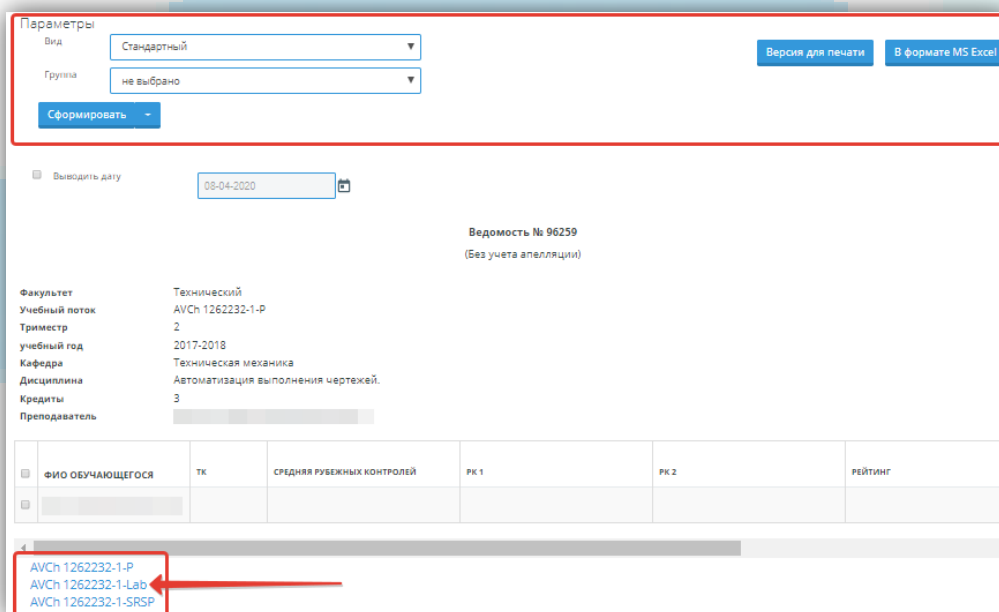 Параметры
Вид Стандартный
Группа не выбрано
Версия для печати В формате MS Excel
Сформировать
Выводить дату 08-04-2020
Ведомость № 96259
(Без учета апелляции)
Факультет Технический
Учебный поток AVCh 1262232-1-P
Триместр 2
учебный год 2017-2018
Кафедра Техническая механика
Дисциплина Автоматизация выполнения чертежей.
Кредиты 3
Преподаватель
ФИО ОБУЧАЮЩЕГОСЯ ТК СРЕДНЯЯ РУБЕЖНЫХ КОНТРОЛЕЙ РК 1 РК 2 РЕЙТИНГ
AVCh 1262232-1-P
AVCh 1262232-1-Lab
AVCh 1262232-1-SRSP